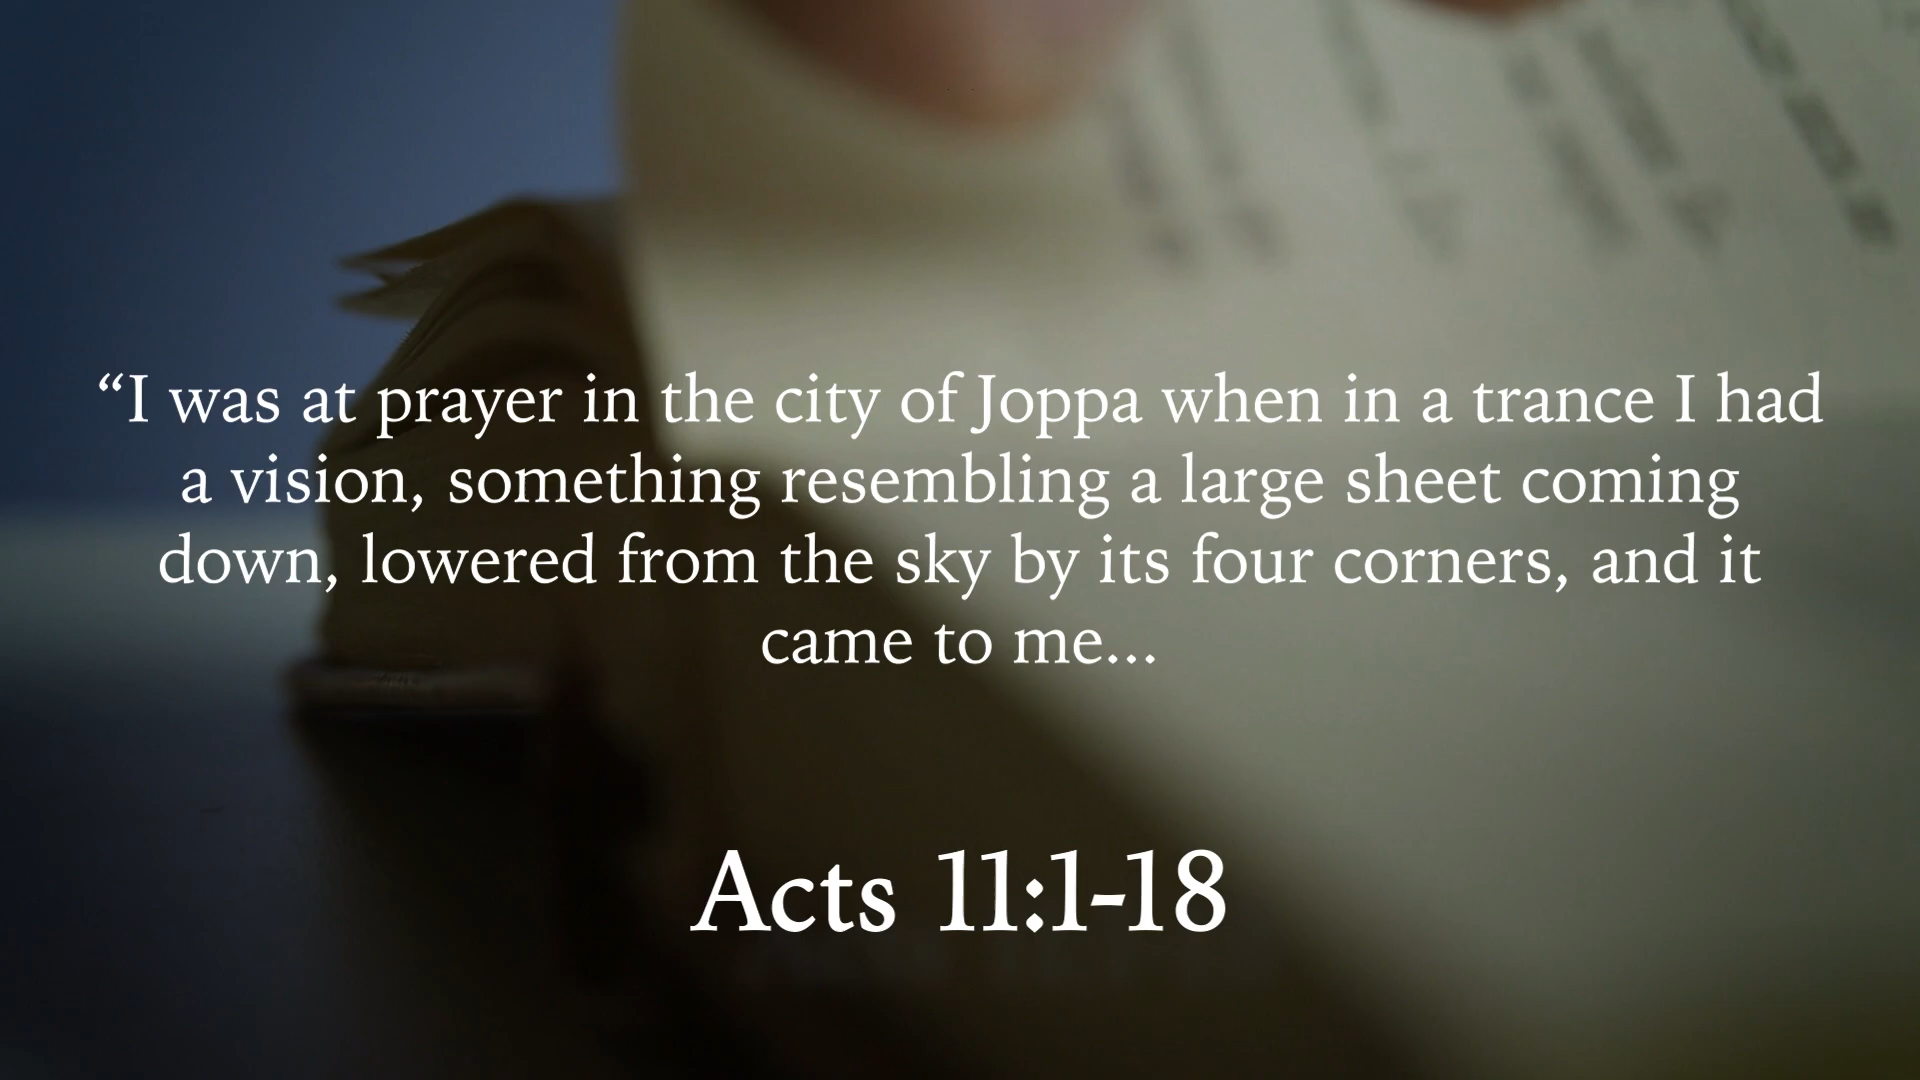 “I was at prayer in the city of Joppa when in a trance I had
a vision, something resembling a large sheet coming
down, lowered from the sky by its four corners, and it
came to me...
Acts 11:1-18